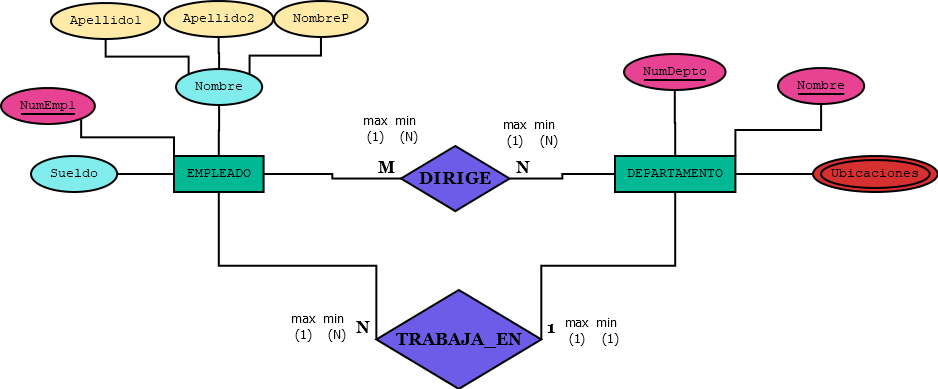 Apellido1
Apellido2
NombreP
NumDepto
Nombre
Nombre
NumEmpl
max min
(1) (N)
max min
(1) (N)
M
N
Sueldo
EMPLEADO
DIRIGE
DEPARTAMENTO
Ubicaciones
max min
(1) (N)
N
1
max min
(1) (1)
TRABAJA_EN